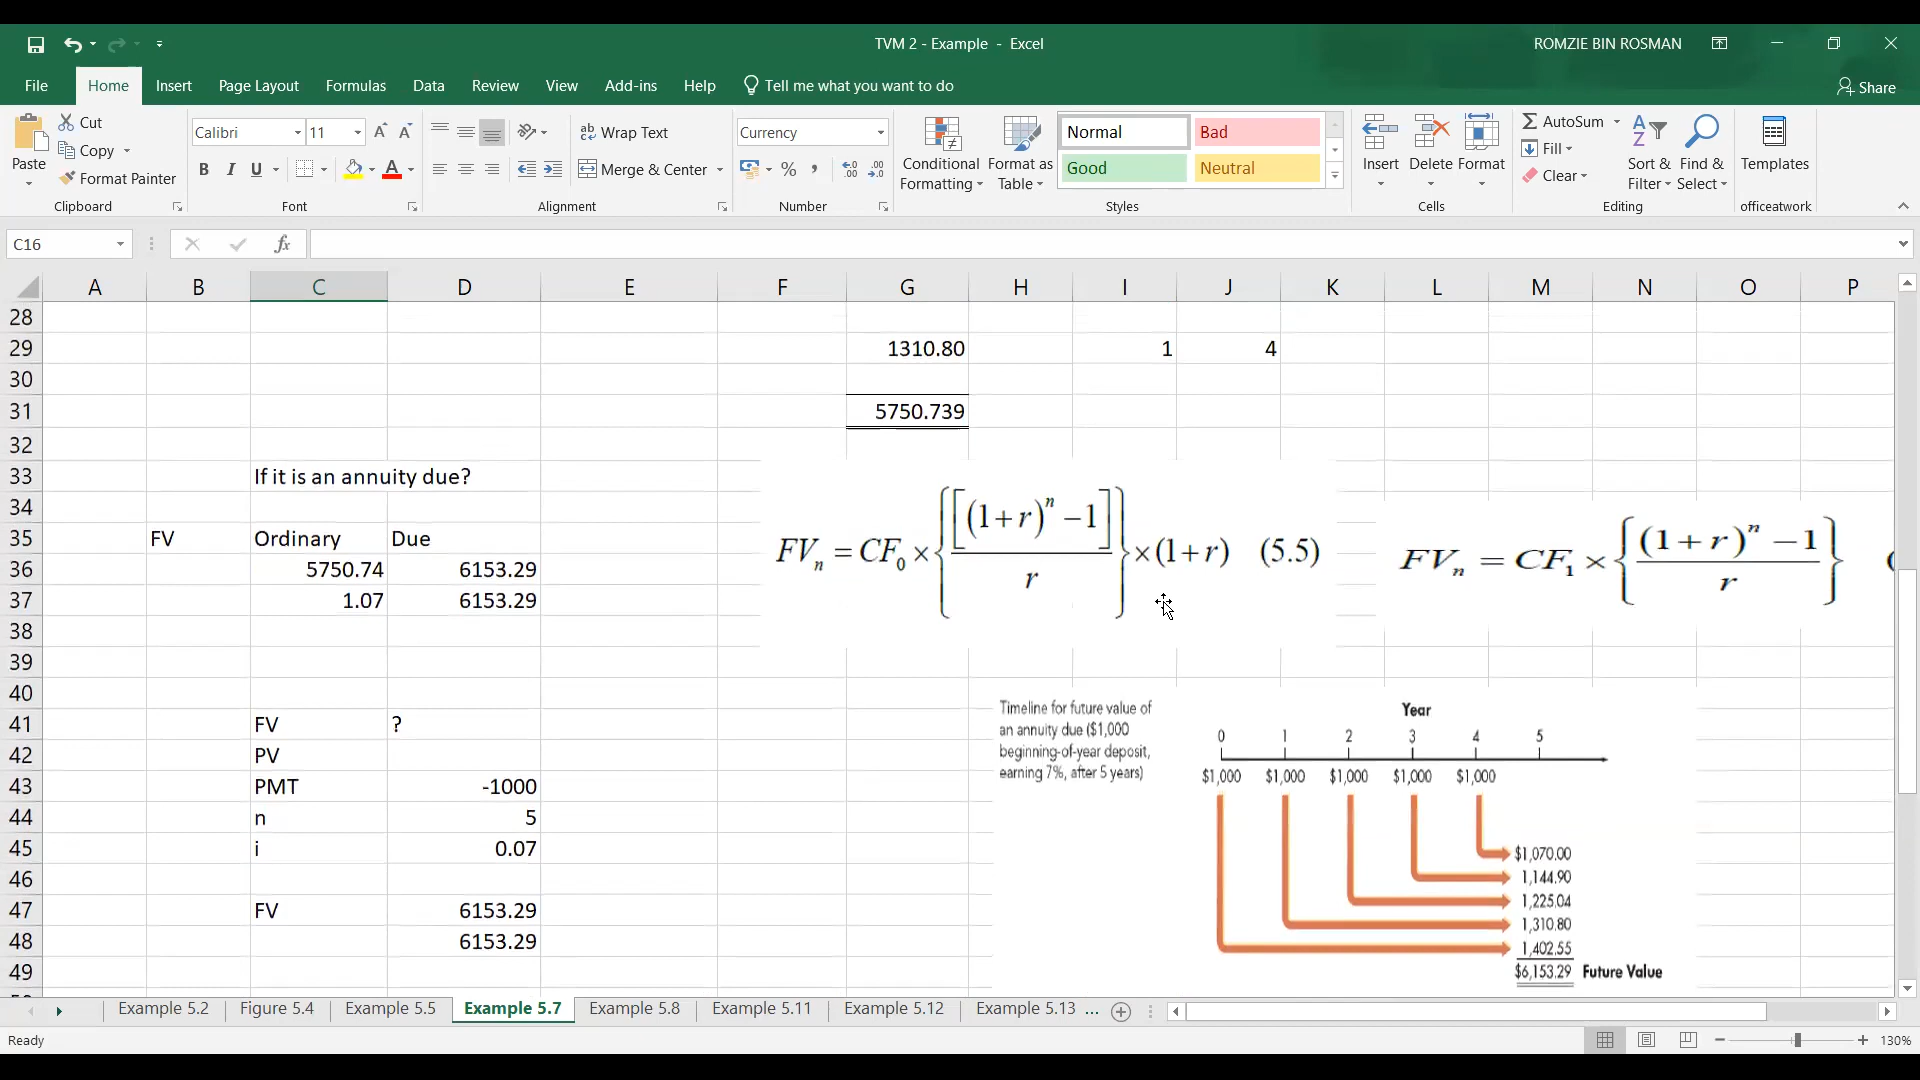 TVM 2 - Example - Excel
ROMZIE BIN ROSMAN
File Home Insert Page Layout Formulas Data Review View Add-ins Help Tell me what you want to do Share
Paste
Cut
Copy
Format Painter
Clipboard
Calibri 11 A A
B I U A
Font
Wrap Text
Merge & Center
Alignment
Currency
%
Number
Conditional Formatting
Format as Table
Normal Bad
Good Neutral
Styles
Insert Delete Format
Cells
AutoSum
Fill
Clear
Sort & Filter
Find & Select
Editing
Templates
officeatwork
C16 fx
A B C D E F G H I J K L M N O P
28
29 1310.80 1 4
30
31 5750.739
32
33 If it is an annuity due?
34
35 FV Ordinary Due
36 5750.74 6153.29
37 1.07 6153.29
38
39
40
41 FV ?
42 PV
43 PMT -1000
44 n 5
45 i 0.07
46
47 FV 6153.29
48 6153.29
49
FVn = CF0 × { [(1+r)^n −1] / r } × (1+r) (5.5)
FVn = CF1 × { (1+r)^n −1 / r } (
Timeline for future value of
an annuity due ($1,000
beginning-of-year deposit,
earning 7%, after 5 years)
Year
0 1 2 3 4 5
$1,000 $1,000 $1,000 $1,000 $1,000
$1,070.00
1,144.90
1,225.04
1,310.80
1,402.55
$6,153.29 Future Value
Example 5.2 Figure 5.4 Example 5.5 Example 5.7 Example 5.8 Example 5.11 Example 5.12 Example 5.13 ...
Ready 130%